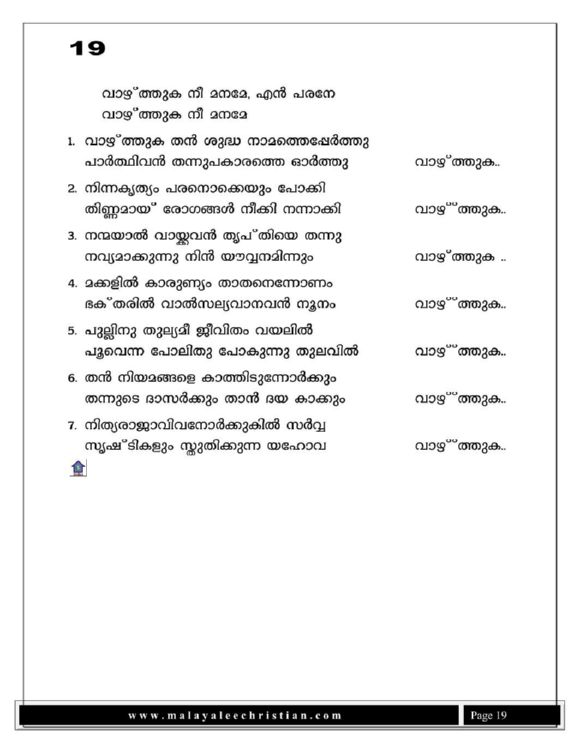 19
വാഴ്ത്തുക നീ മനമേ, എൻ പരനേ
വാഴ്ത്തുക നീ മനമേ
1. വാഴ്ത്തുക തൻ ശുദ്ധ നാമത്തെപ്പേർത്തു
പാർത്ഥിവൻ തന്നുപകാരത്തെ ഓർത്തു വാഴ്ത്തുക..
2. നിന്നകൃത്യം പരനൊക്കെയും പോക്കി
തിണ്ണമായ് രോഗങ്ങൾ നീക്കി നന്നാക്കി വാഴ്ത്തുക..
3. നന്മയാൽ വായ്ക്കവൻ തൃപ്തിയെ തന്നു
നവ്യമാക്കുന്നു നിൻ യൗവ്വനമിന്നും വാഴ്ത്തുക ..
4. മക്കളിൽ കാരുണ്യം താതനെന്നോണം
ഭക്തരിൽ വാൽസല്യവാനവൻ നൂനം വാഴ്ത്തുക..
5. പുല്ലിനു തുല്യമീ ജീവിതം വയലിൽ
പൂവെന്ന പോലിതു പോകുന്നു തുലവിൽ വാഴ്ത്തുക..
6. തൻ നിയമങ്ങളെ കാത്തിടുന്നോർക്കും
തന്നുടെ ദാസർക്കും താൻ ദയ കാക്കും വാഴ്ത്തുക..
7. നിത്യരാജാവിവനോർക്കുകിൽ സർവ്വ
സൃഷ്ടികളും സ്തുതിക്കുന്ന യഹോവ വാഴ്ത്തുക..
www.malayaleechristian.com Page 19